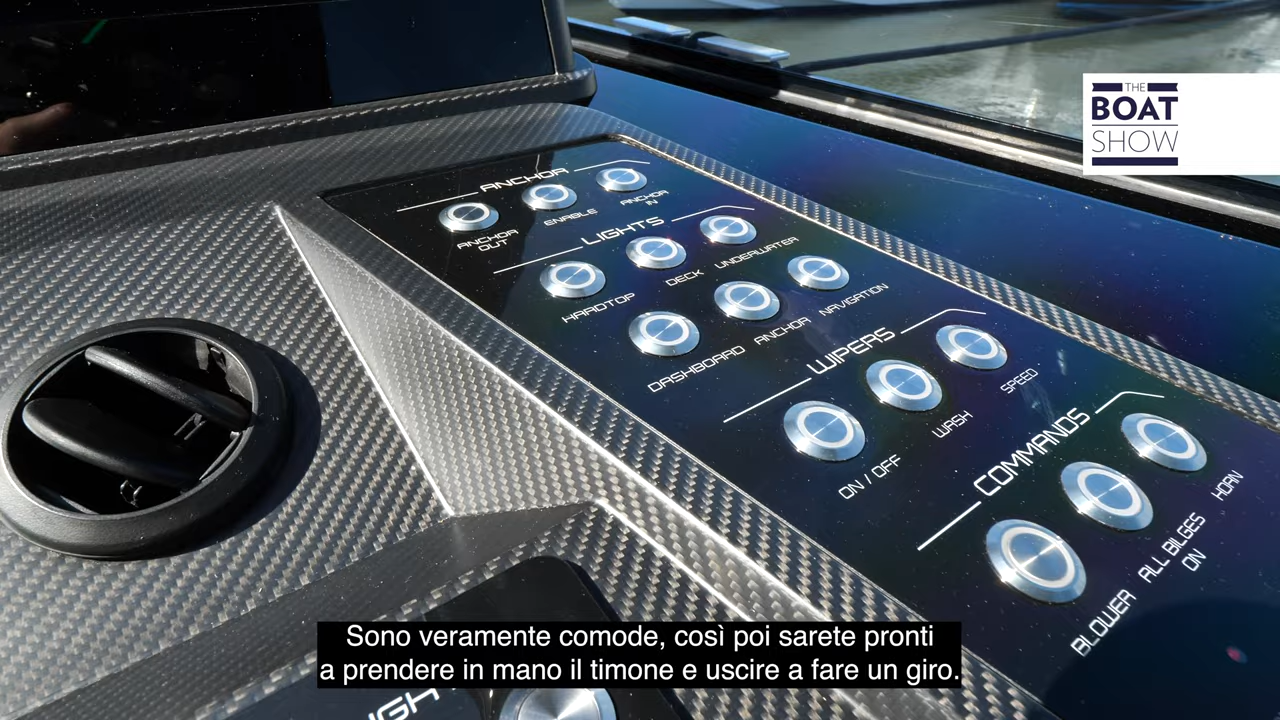 THE
BOAT
SHOW
ANCHOR
ANCHOR
OUT
ENABLE
ANCHOR
IN
LIGHTS
HARDTOP
DECK
UNDERWATER
DASHBOARD
ANCHOR
NAVIGATION
WIPERS
ON / OFF
WASH
SPEED
COMMANDS
BLOWER
ALL BILGES
ON
HORN
Sono veramente comode, così poi sarete pronti
a prendere in mano il timone e uscire a fare un giro.